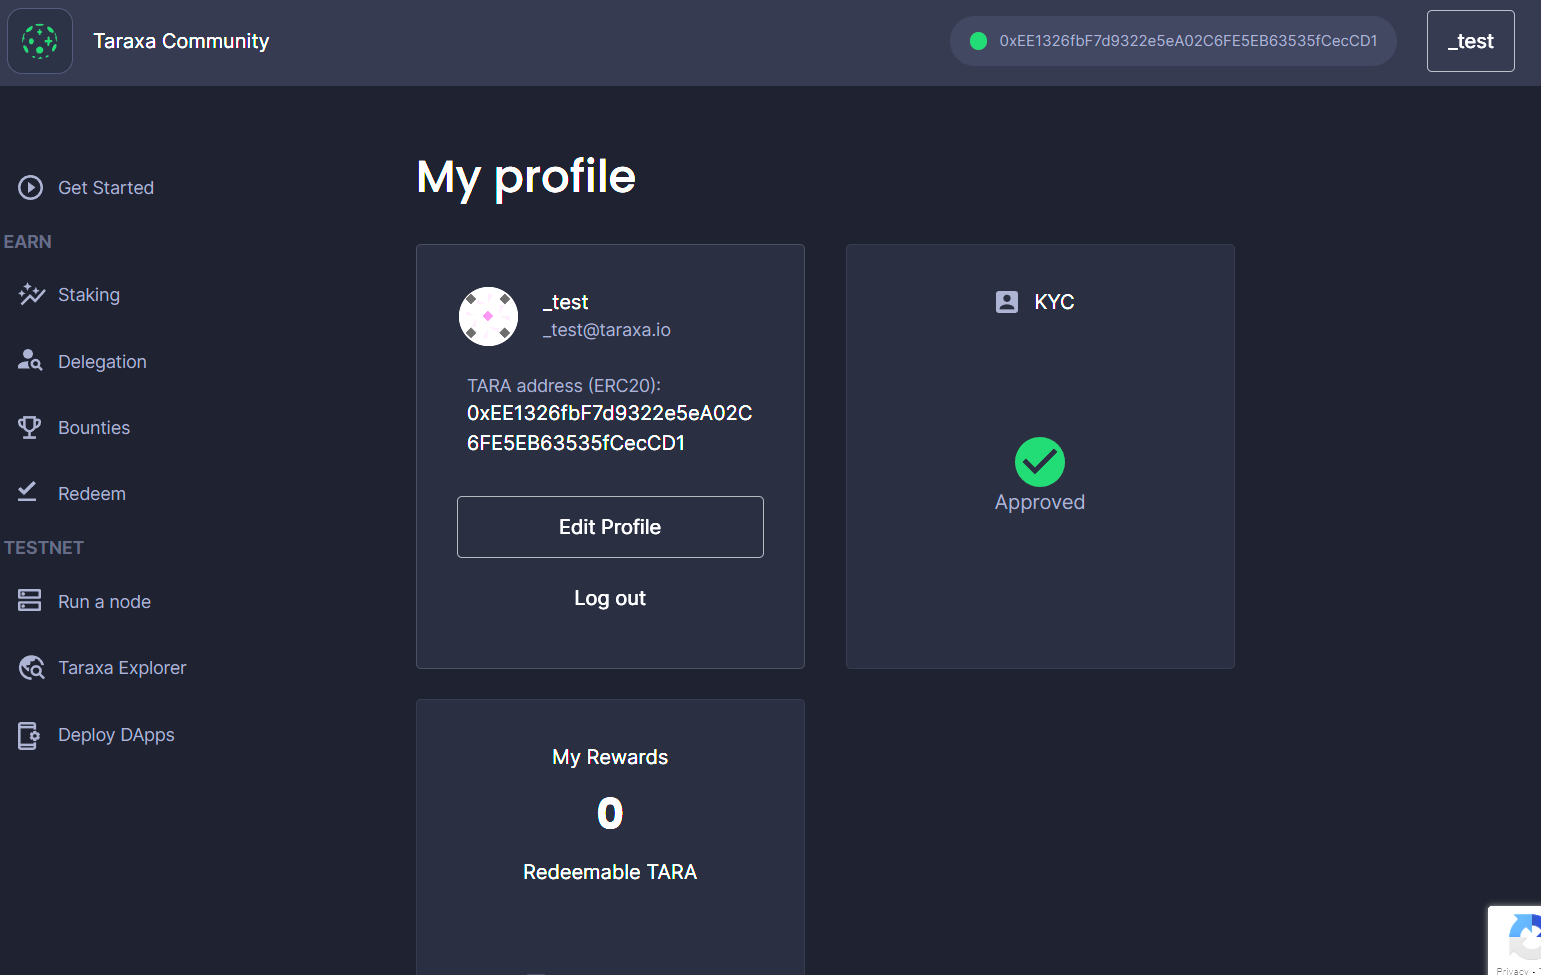 Taraxa Community
0xEE1326fbF7d9322e5eA02C6FE5EB63535fCecCD1
_test
Get Started
EARN
Staking
Delegation
Bounties
Redeem
TESTNET
Run a node
Taraxa Explorer
Deploy DApps
My profile
_test
_test@taraxa.io
TARA address (ERC20):
0xEE1326fbF7d9322e5eA02C
6FE5EB63535fCecCD1
Edit Profile
Log out
KYC
Approved
My Rewards
0
Redeemable TARA
Privacy -